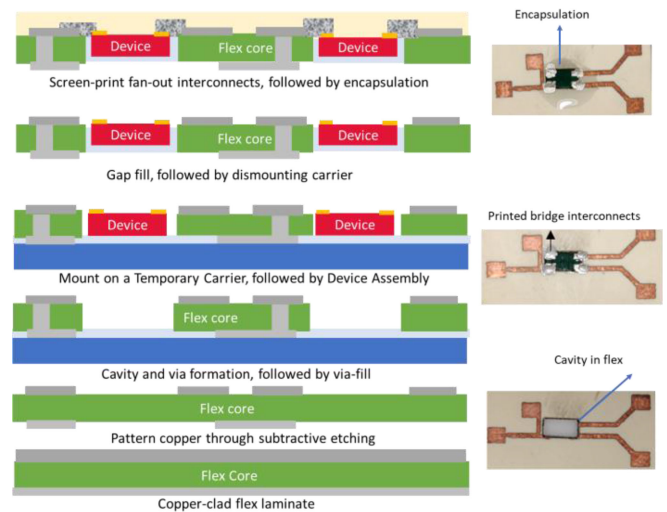 Encapsulation
Device
Flex core
Device
Screen-print fan-out interconnects, followed by encapsulation
Device
Flex core
Device
Gap fill, followed by dismounting carrier
Printed bridge interconnects
Device
Device
Mount on a Temporary Carrier, followed by Device Assembly
Flex core
Cavity and via formation, followed by via-fill
Cavity in flex
Flex core
Pattern copper through subtractive etching
Flex Core
Copper-clad flex laminate